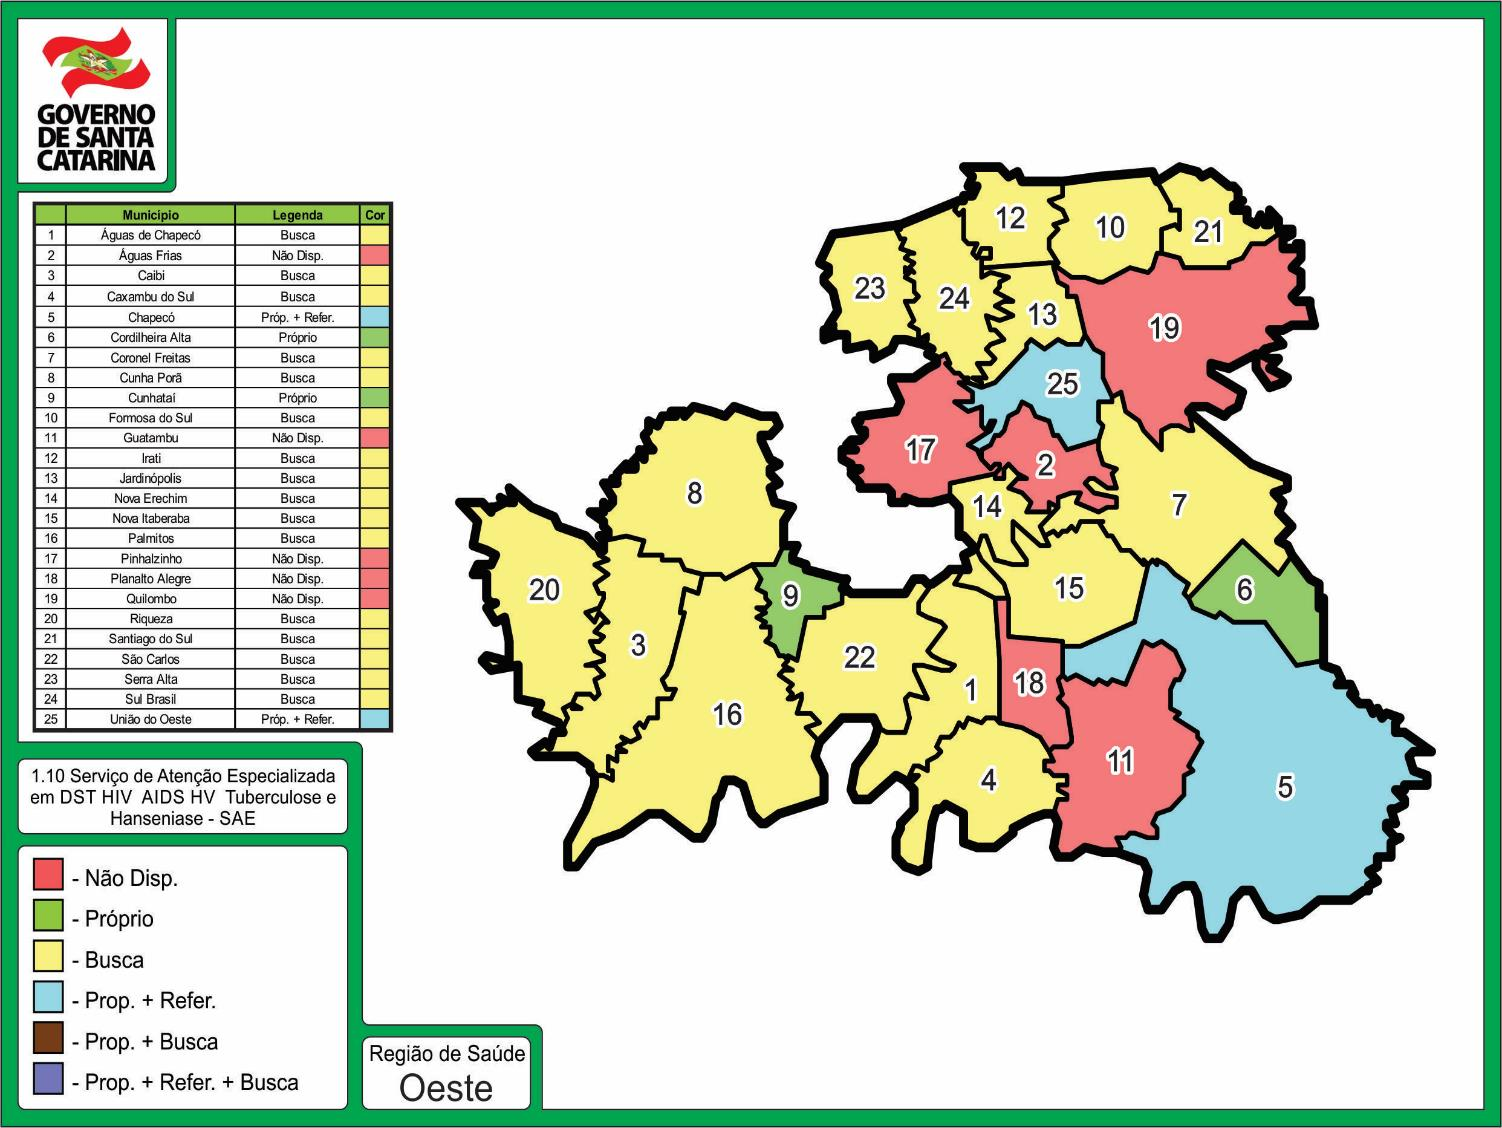 GOVERNO
DE SANTA
CATARINA
Município Legenda Cor
1 Águas de Chapecó Busca
2 Águas Frias Não Disp.
3 Caibi Busca
4 Caxambu do Sul Busca
5 Chapecó Próp. + Refer.
6 Cordilheira Alta Próprio
7 Coronel Freitas Busca
8 Cunha Porã Busca
9 Cunhataí Próprio
10 Formosa do Sul Busca
11 Guatambu Não Disp.
12 Irati Busca
13 Jardinópolis Busca
14 Nova Erechim Busca
15 Nova Itaberaba Busca
16 Palmitos Busca
17 Pinhalzinho Não Disp.
18 Planalto Alegre Não Disp.
19 Quilombo Não Disp.
20 Riqueza Busca
21 Santiago do Sul Busca
22 São Carlos Busca
23 Serra Alta Busca
24 Sul Brasil Busca
25 União do Oeste Próp. + Refer.
1.10 Serviço de Atenção Especializada
em DST HIV AIDS HV Tuberculose e
Hanseniase - SAE
- Não Disp.
- Próprio
- Busca
- Prop. + Refer.
- Prop. + Busca
- Prop. + Refer. + Busca
Região de Saúde
Oeste
12
10
21
23
24
13
19
25
17
2
8
14
7
20
9
15
6
3
22
1
18
16
4
11
5